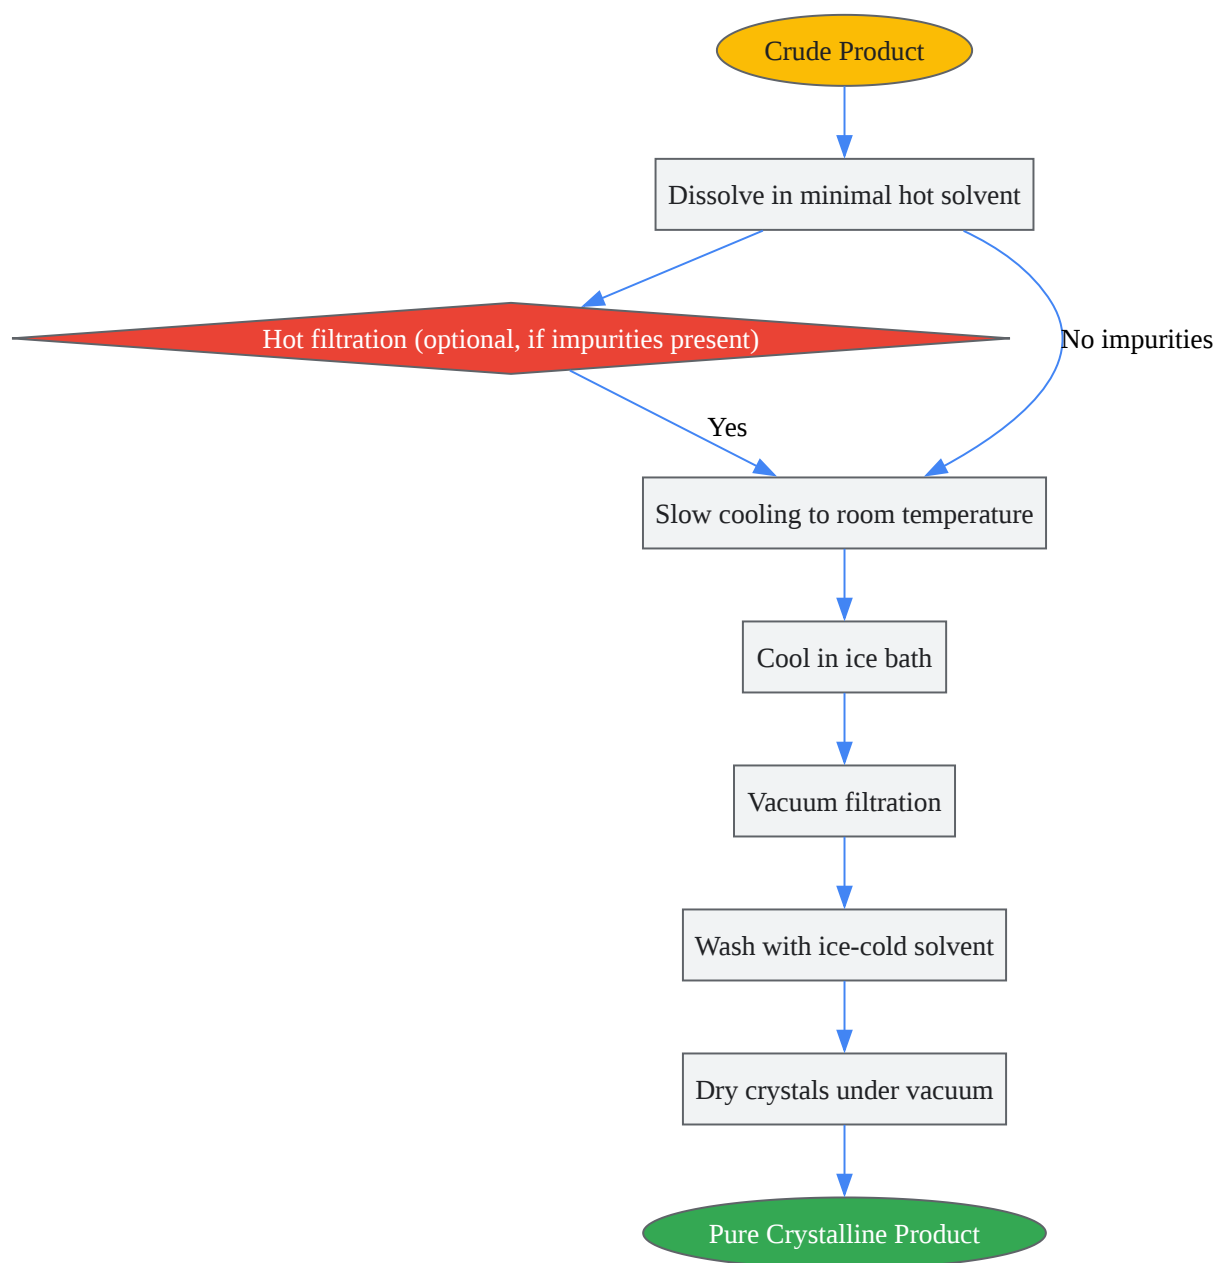 Crude Product
Dissolve in minimal hot solvent
Hot filtration (optional, if impurities present)
No impurities
Yes
Slow cooling to room temperature
Cool in ice bath
Vacuum filtration
Wash with ice-cold solvent
Dry crystals under vacuum
Pure Crystalline Product